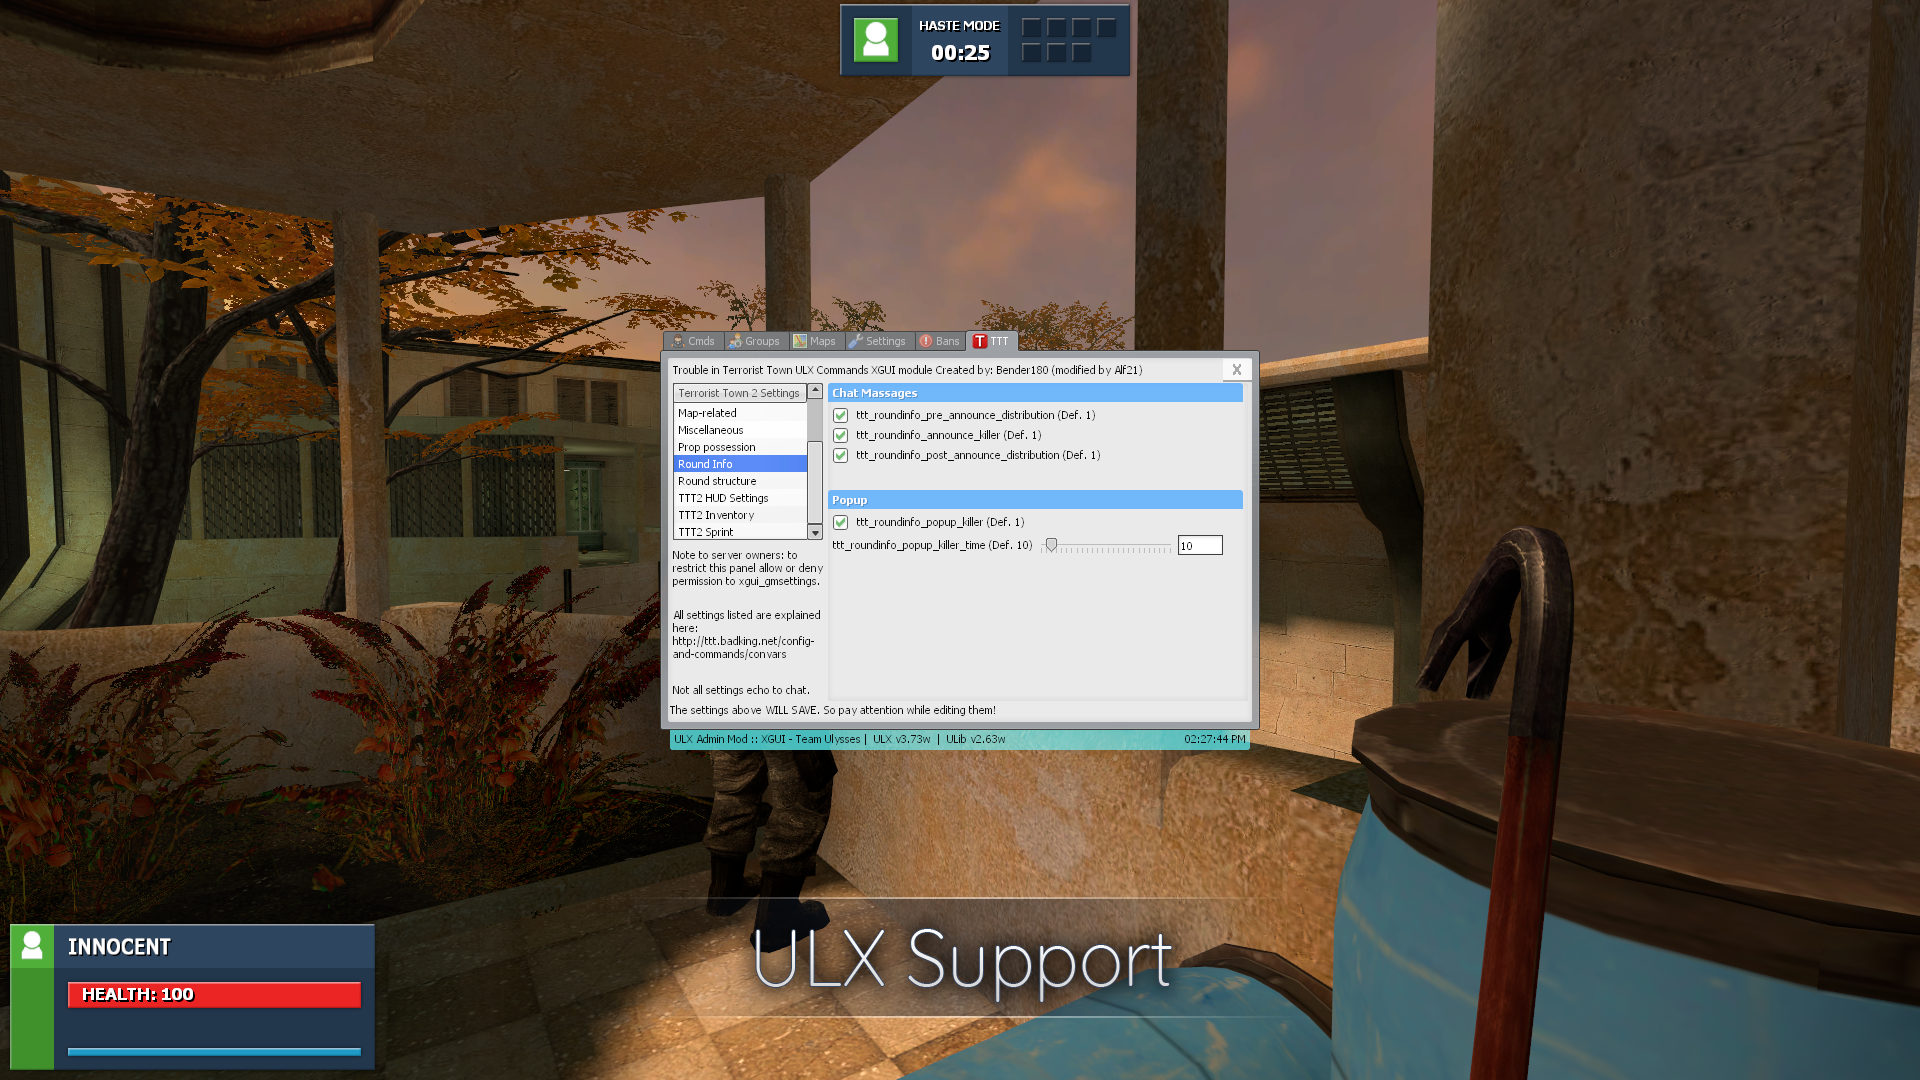 HASTE MODE
00:25
Cmds Groups Maps Settings Bans T TTT
Trouble in Terrorist Town ULX Commands XGUI module Created by: Bender180 (modified by Alf21) X
Terrorist Town 2 Settings
Map-related
Miscellaneous
Prop possession
Round Info
Round structure
TTT2 HUD Settings
TTT2 Inventory
TTT2 Sprint
Note to server owners: to
restrict this panel allow or deny
permission to xgui_gmsettings.
All settings listed are explained
here:
http://ttt.badking.net/config-
and-commands/convars
Not all settings echo to chat.
Chat Massages
ttt_roundinfo_pre_announce_distribution (Def. 1)
ttt_roundinfo_announce_killer (Def. 1)
ttt_roundinfo_post_announce_distribution (Def. 1)
Popup
ttt_roundinfo_popup_killer (Def. 1)
ttt_roundinfo_popup_killer_time (Def. 10) 10
The settings above WILL SAVE. So pay attention while editing them!
ULX Admin Mod :: XGUI - Team Ulysses | ULX v3.73w | ULib v2.63w 02:27:44 PM
INNOCENT
HEALTH: 100
ULX Support